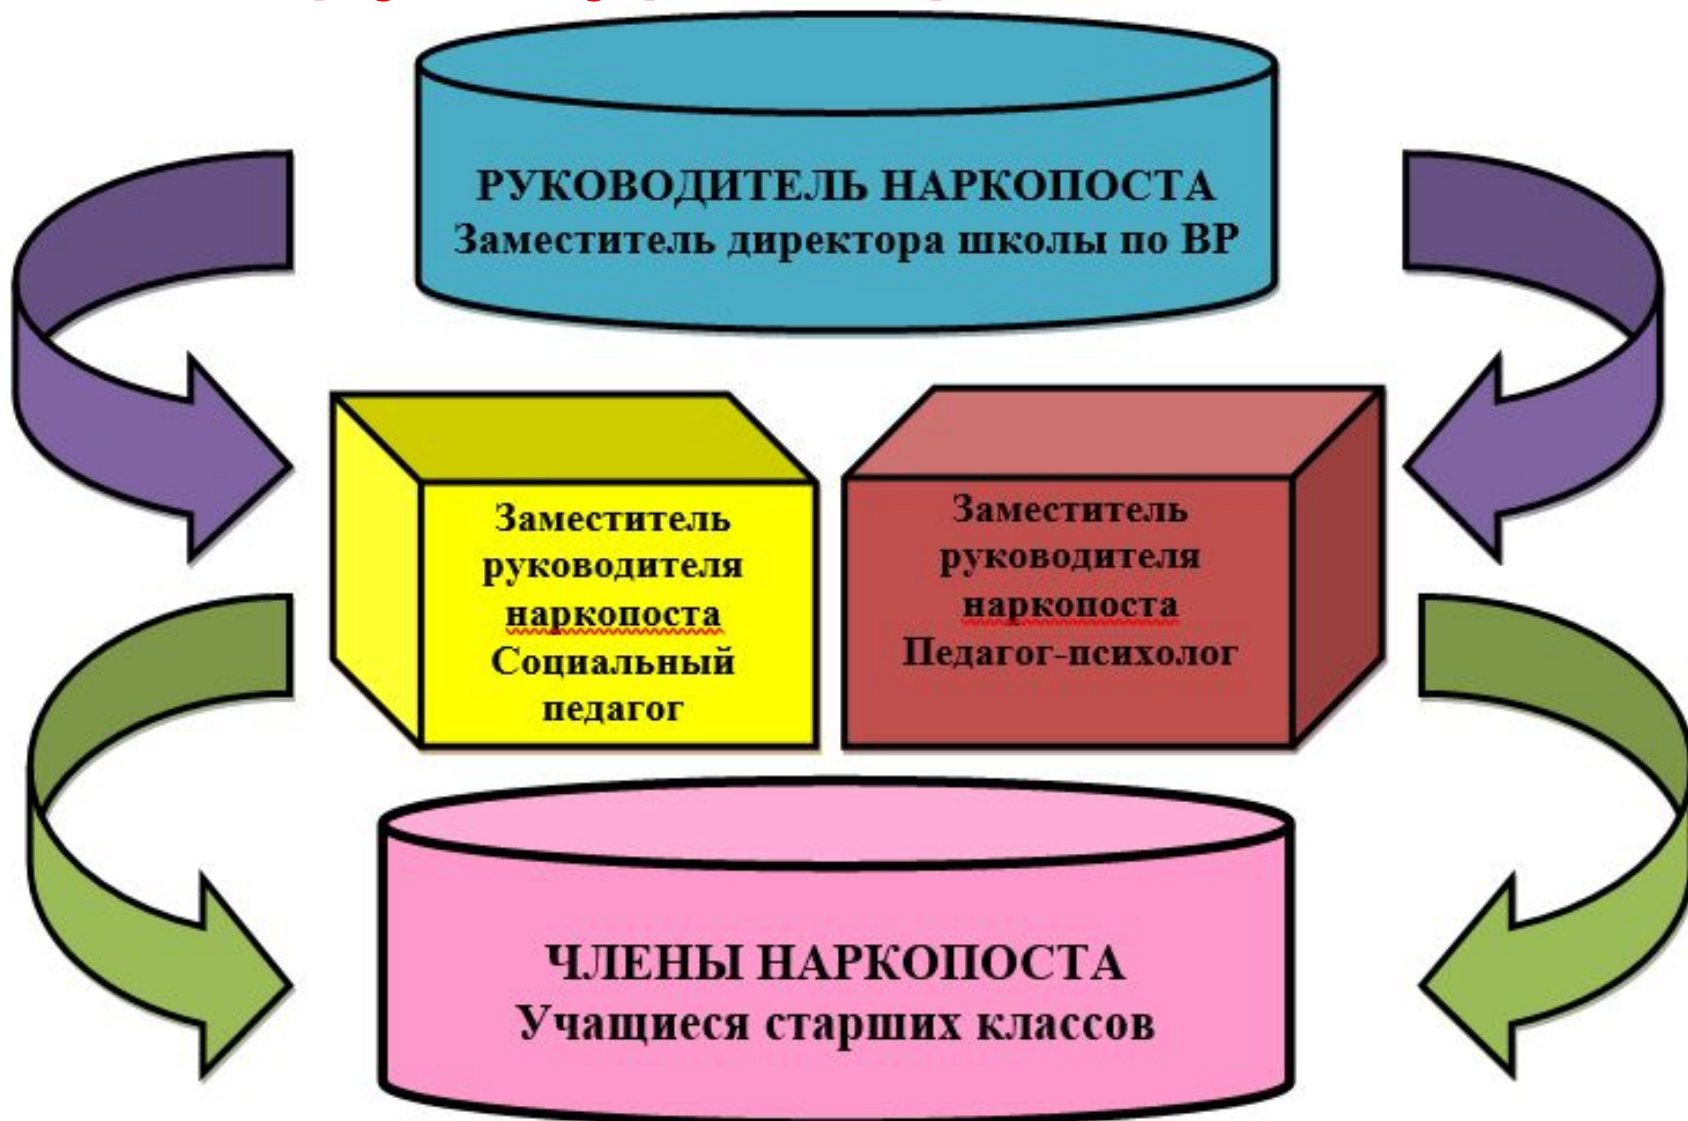 РУКОВОДИТЕЛЬ НАРКОПОСТА
Заместитель директора школы по ВР
Заместитель
руководителя
наркопоста
Социальный
педагог
Заместитель
руководителя
наркопоста
Педагог-психолог
ЧЛЕНЫ НАРКОПОСТА
Учащиеся старших классов